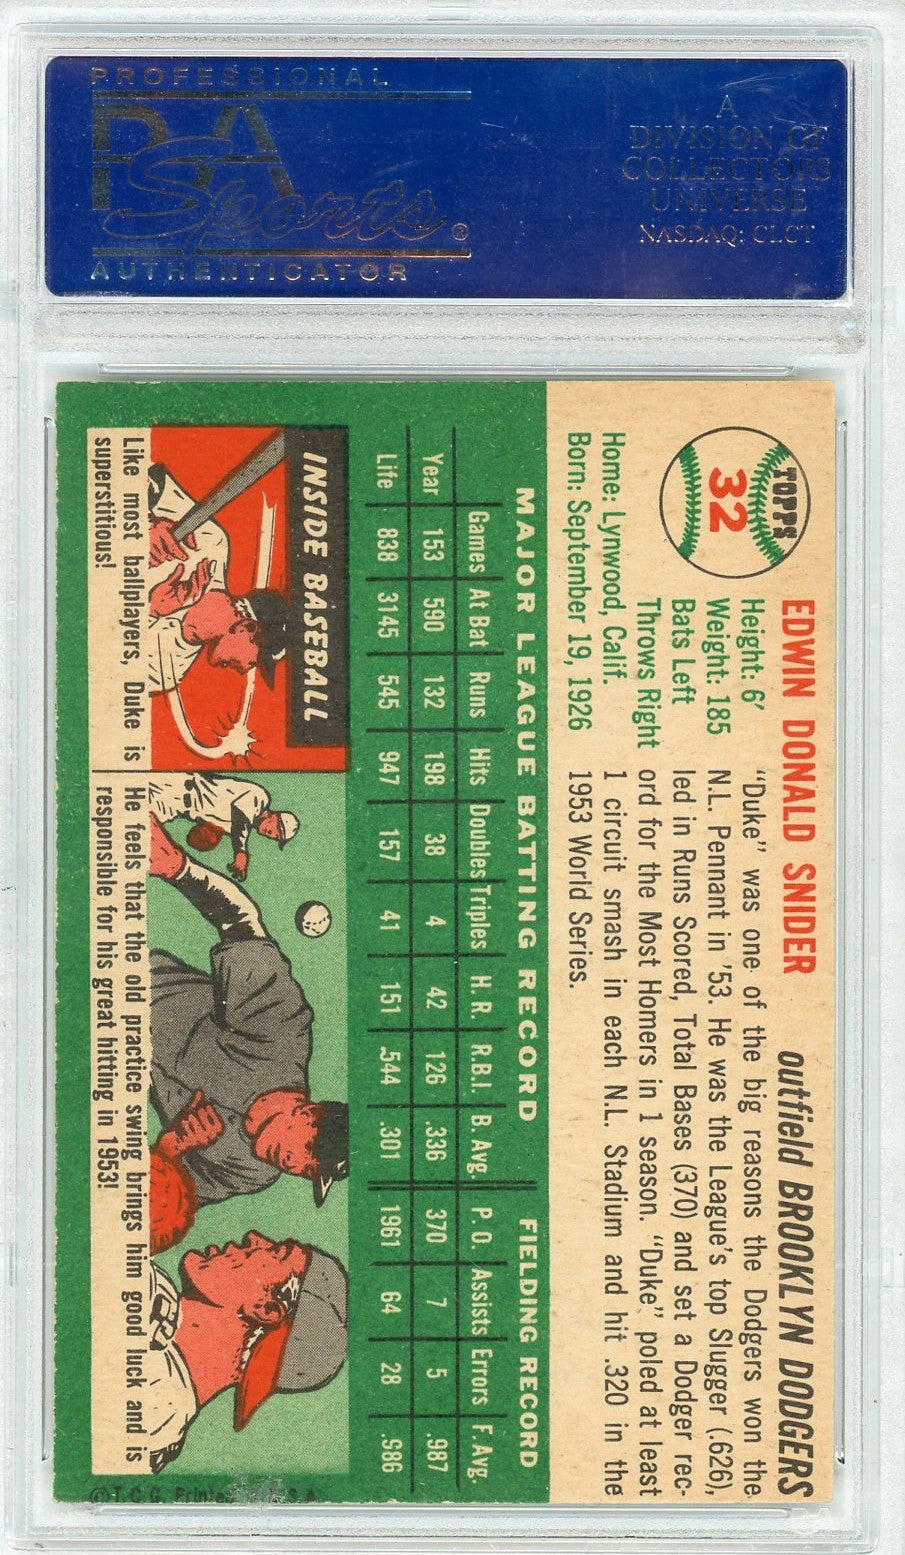 PROFESSIONAL
PSA
Sports®
AUTHENTICATOR
A
DIVISION OF
COLLECTORS
UNIVERSE
NASDAQ: CLCT
TOPPS
32
EDWIN DONALD SNIDER
outfield BROOKLYN DODGERS
Height: 6'
Weight: 185
Bats Left
Throws Right
Home: Lynwood, Calif.
Born: September 19, 1926
"Duke" was one of the big reasons the Dodgers won the
N.L. Pennant in '53. He was the League's top Slugger (.626),
led in Runs Scored, Total Bases (370) and set a Dodger rec-
ord for the Most Homers in 1 season. "Duke" poled at least
1 circuit smash in each N.L. Stadium and hit .320 in the
1953 World Series.
MAJOR LEAGUE BATTING RECORD FIELDING RECORD
Games At Bat Runs Hits Doubles Triples H. R. R.B.I. B. Avg. P. O. Assists Errors F. Avg.
Year 153 590 132 198 38 4 42 126 .336 370 7 5 .987
Life 838 3145 545 947 157 41 151 .544 .301 1961 64 28 .986
INSIDE BASEBALL
Like most ballplayers, Duke is
superstitious!
He feels that the old practice swing brings him good luck and is
responsible for his great hitting in 1953!
© T. C. G. Printed S. A.